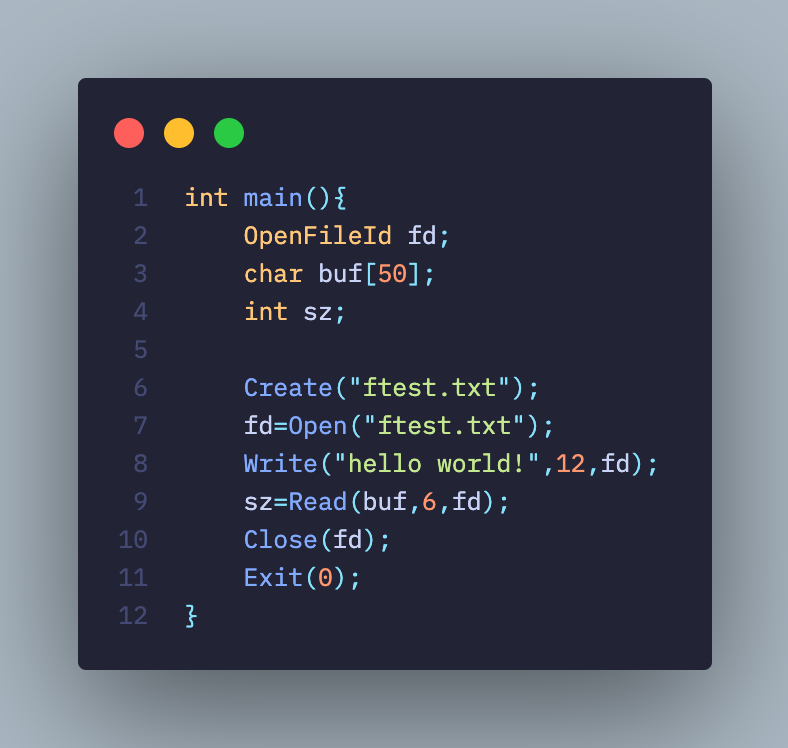 1 int main(){
2 OpenFileId fd;
3 char buf[50];
4 int sz;
5
6 Create("ftest.txt");
7 fd=Open("ftest.txt");
8 Write("hello world!",12,fd);
9 sz=Read(buf,6,fd);
10 Close(fd);
11 Exit(0);
12 }